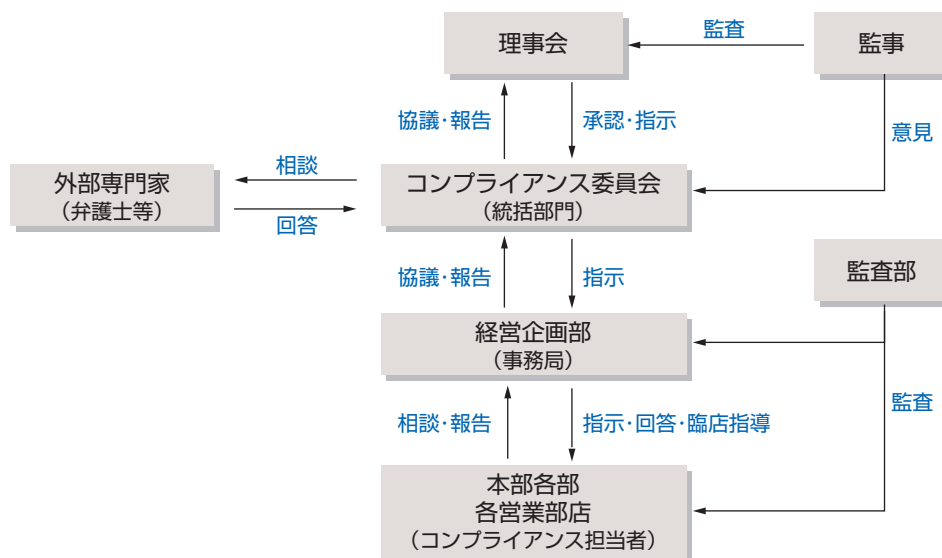 理事会
監査
監事
協議・報告
承認・指示
意見
外部専門家
（弁護士等）
相談
回答
コンプライアンス委員会
（統括部門）
協議・報告
指示
監査部
経営企画部
（事務局）
監査
相談・報告
指示・回答・臨店指導
本部各部
各営業部店
（コンプライアンス担当者）